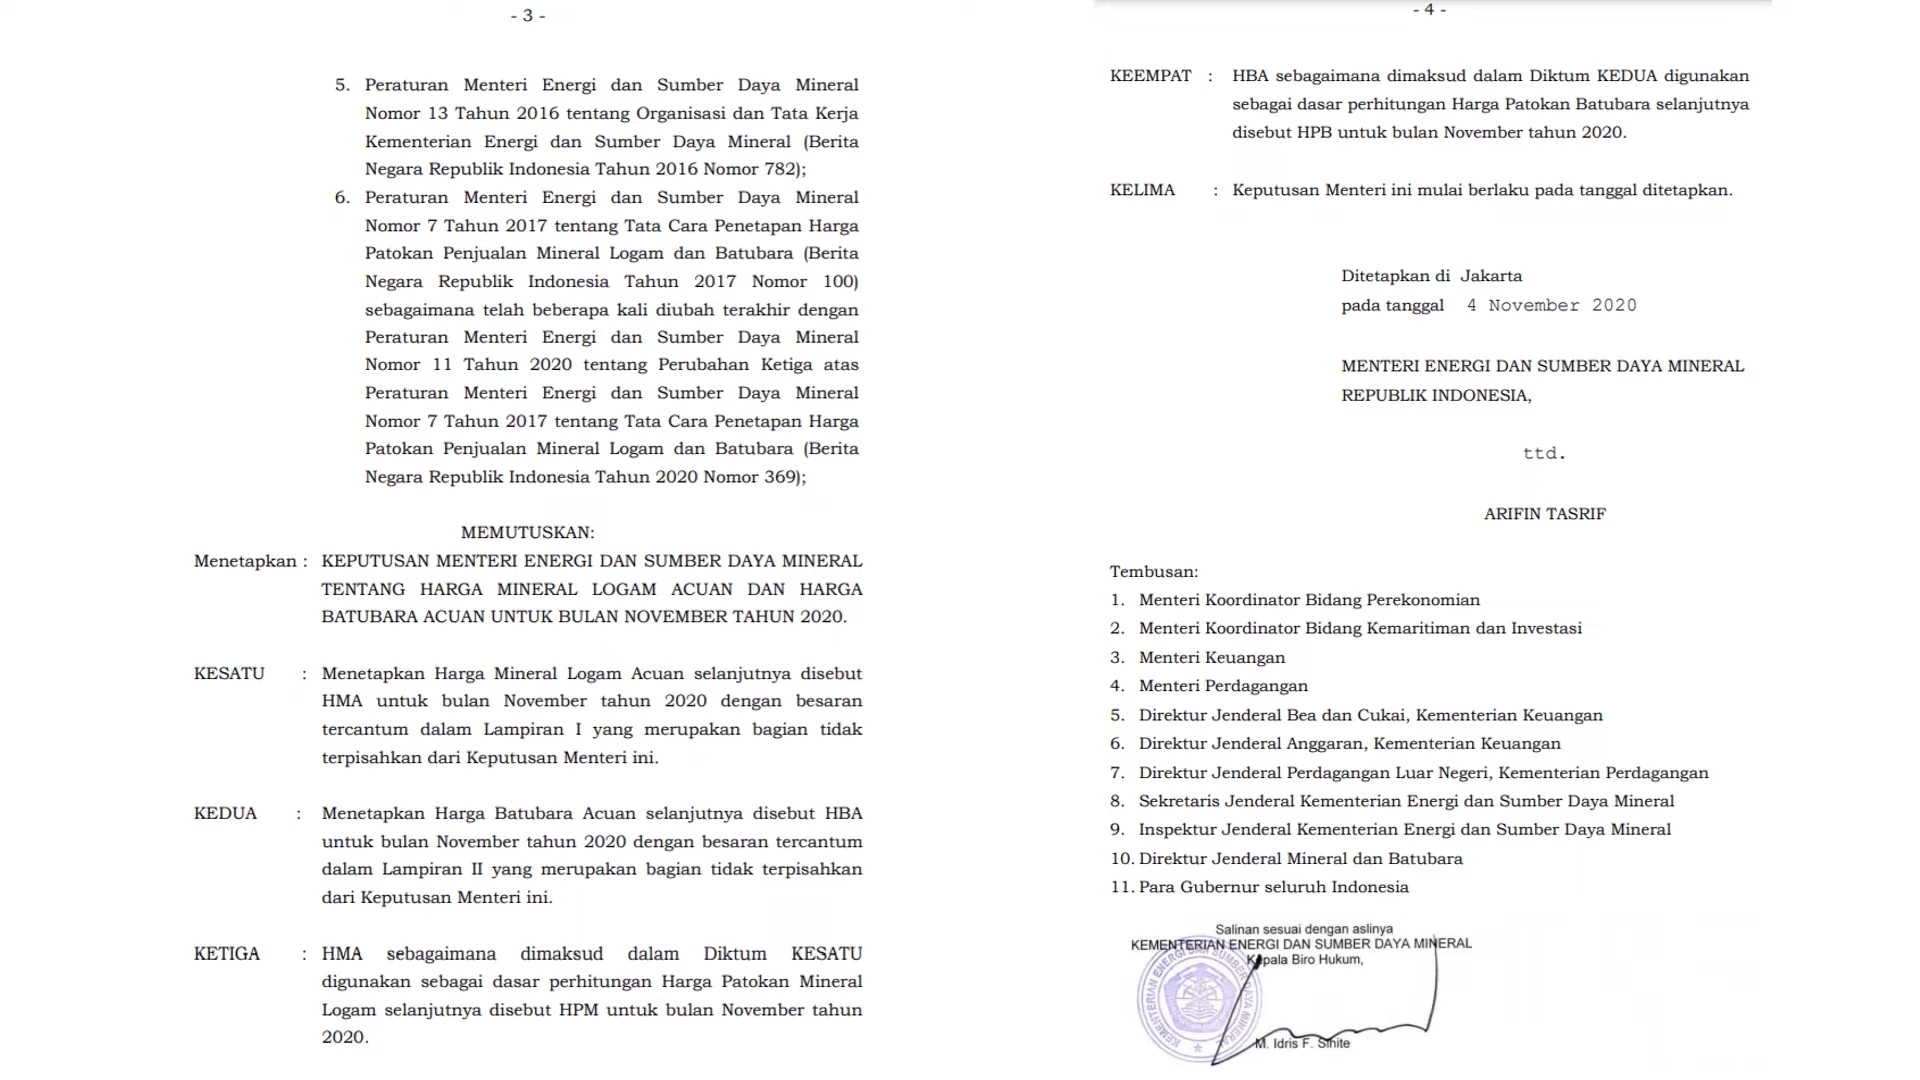 - 3 -
5. Peraturan Menteri Energi dan Sumber Daya Mineral
Nomor 13 Tahun 2016 tentang Organisasi dan Tata Kerja
Kementerian Energi dan Sumber Daya Mineral (Berita
Negara Republik Indonesia Tahun 2016 Nomor 782);
6. Peraturan Menteri Energi dan Sumber Daya Mineral
Nomor 7 Tahun 2017 tentang Tata Cara Penetapan Harga
Patokan Penjualan Mineral Logam dan Batubara (Berita
Negara Republik Indonesia Tahun 2017 Nomor 100)
sebagaimana telah beberapa kali diubah terakhir dengan
Peraturan Menteri Energi dan Sumber Daya Mineral
Nomor 11 Tahun 2020 tentang Perubahan Ketiga atas
Peraturan Menteri Energi dan Sumber Daya Mineral
Nomor 7 Tahun 2017 tentang Tata Cara Penetapan Harga
Patokan Penjualan Mineral Logam dan Batubara (Berita
Negara Republik Indonesia Tahun 2020 Nomor 369);
MEMUTUSKAN:
Menetapkan : KEPUTUSAN MENTERI ENERGI DAN SUMBER DAYA MINERAL
TENTANG HARGA MINERAL LOGAM ACUAN DAN HARGA
BATUBARA ACUAN UNTUK BULAN NOVEMBER TAHUN 2020.
KESATU : Menetapkan Harga Mineral Logam Acuan selanjutnya disebut
HMA untuk bulan November tahun 2020 dengan besaran
tercantum dalam Lampiran I yang merupakan bagian tidak
terpisahkan dari Keputusan Menteri ini.
KEDUA : Menetapkan Harga Batubara Acuan selanjutnya disebut HBA
untuk bulan November tahun 2020 dengan besaran tercantum
dalam Lampiran II yang merupakan bagian tidak terpisahkan
dari Keputusan Menteri ini.
KETIGA : HMA sebagaimana dimaksud dalam Diktum KESATU
digunakan sebagai dasar perhitungan Harga Patokan Mineral
Logam selanjutnya disebut HPM untuk bulan November tahun
2020.
- 4 -
KEEMPAT : HBA sebagaimana dimaksud dalam Diktum KEDUA digunakan
sebagai dasar perhitungan Harga Patokan Batubara selanjutnya
disebut HPB untuk bulan November tahun 2020.
KELIMA : Keputusan Menteri ini mulai berlaku pada tanggal ditetapkan.
Ditetapkan di Jakarta
pada tanggal 4 November 2020
MENTERI ENERGI DAN SUMBER DAYA MINERAL
REPUBLIK INDONESIA,
ttd.
ARIFIN TASRIF
Tembusan:
1. Menteri Koordinator Bidang Perekonomian
2. Menteri Koordinator Bidang Kemaritiman dan Investasi
3. Menteri Keuangan
4. Menteri Perdagangan
5. Direktur Jenderal Bea dan Cukai, Kementerian Keuangan
6. Direktur Jenderal Anggaran, Kementerian Keuangan
7. Direktur Jenderal Perdagangan Luar Negeri, Kementerian Perdagangan
8. Sekretaris Jenderal Kementerian Energi dan Sumber Daya Mineral
9. Inspektur Jenderal Kementerian Energi dan Sumber Daya Mineral
10. Direktur Jenderal Mineral dan Batubara
11. Para Gubernur seluruh Indonesia
Salinan sesuai dengan aslinya
KEMENTERIAN ENERGI DAN SUMBER DAYA MINERAL
Kepala Biro Hukum,
KEMENTERIAN ENERGI DAN SUMBER DAYA MINERAL
M. Idris F. Sihite